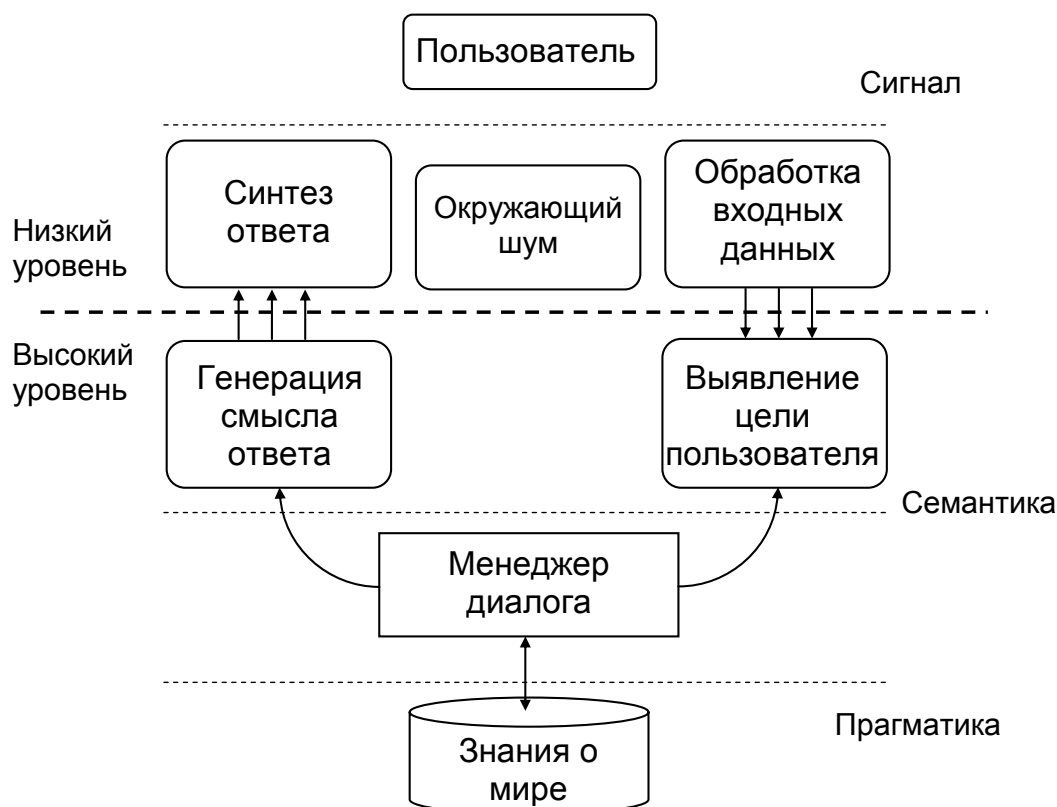 Пользователь
Сигнал
Синтез
ответа
Окружающий
шум
Обработка
входных
данных
Низкий
уровень
Высокий
уровень
Генерация
смысла
ответа
Выявление
цели
пользователя
Семантика
Менеджер
диалога
Прагматика
Знания о
мире